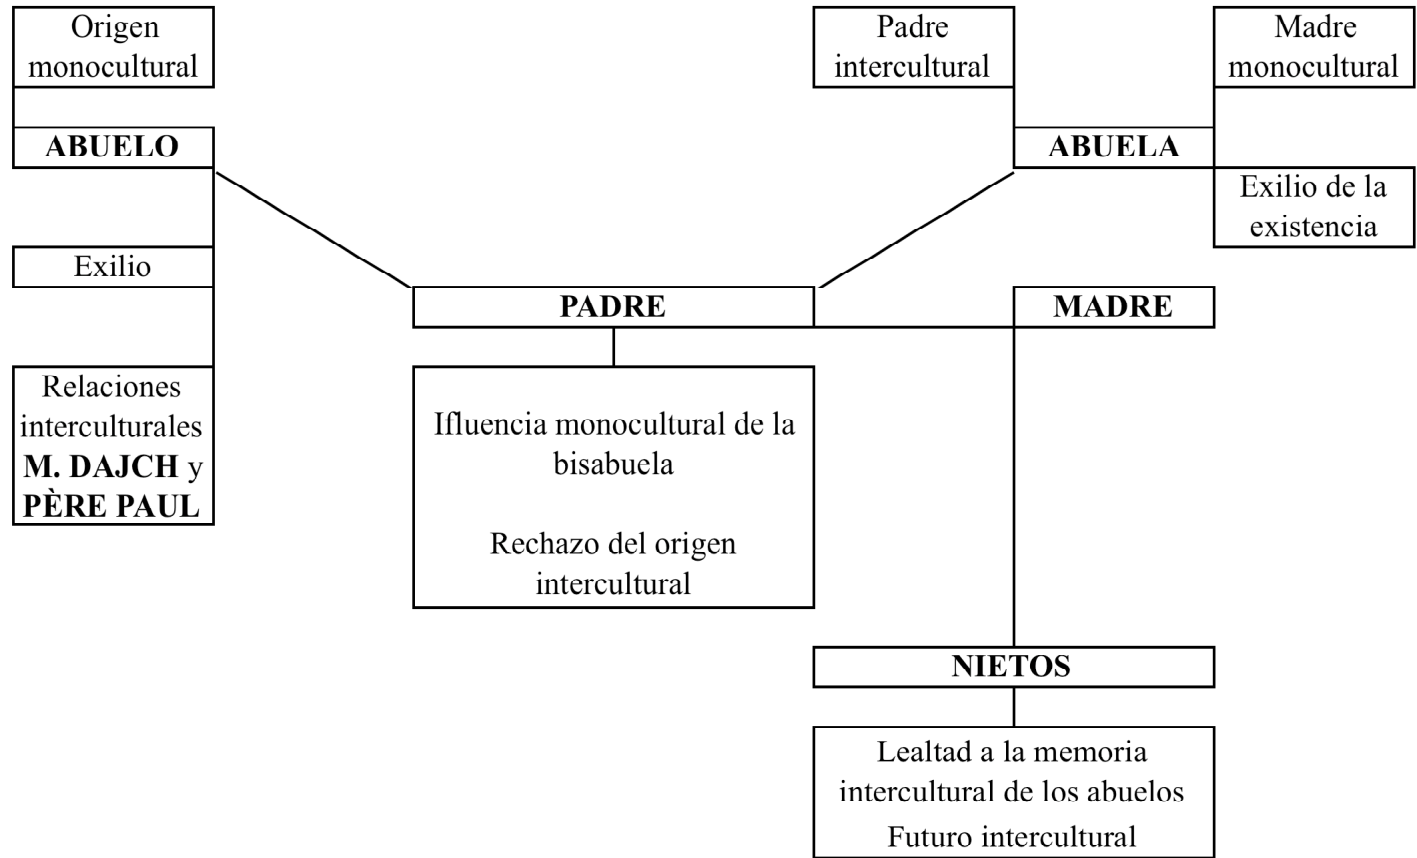 Origen
monocultural
Padre
intercultural
Madre
monocultural
ABUELO
ABUELA
Exilio de la
existencia
Exilio
PADRE
MADRE
Relaciones
interculturales
M. DAJCH y
PÈRE PAUL
Ifluencia monocultural de la
bisabuela
Rechazo del origen
intercultural
NIETOS
Lealtad a la memoria
intercultural de los abuelos
Futuro intercultural